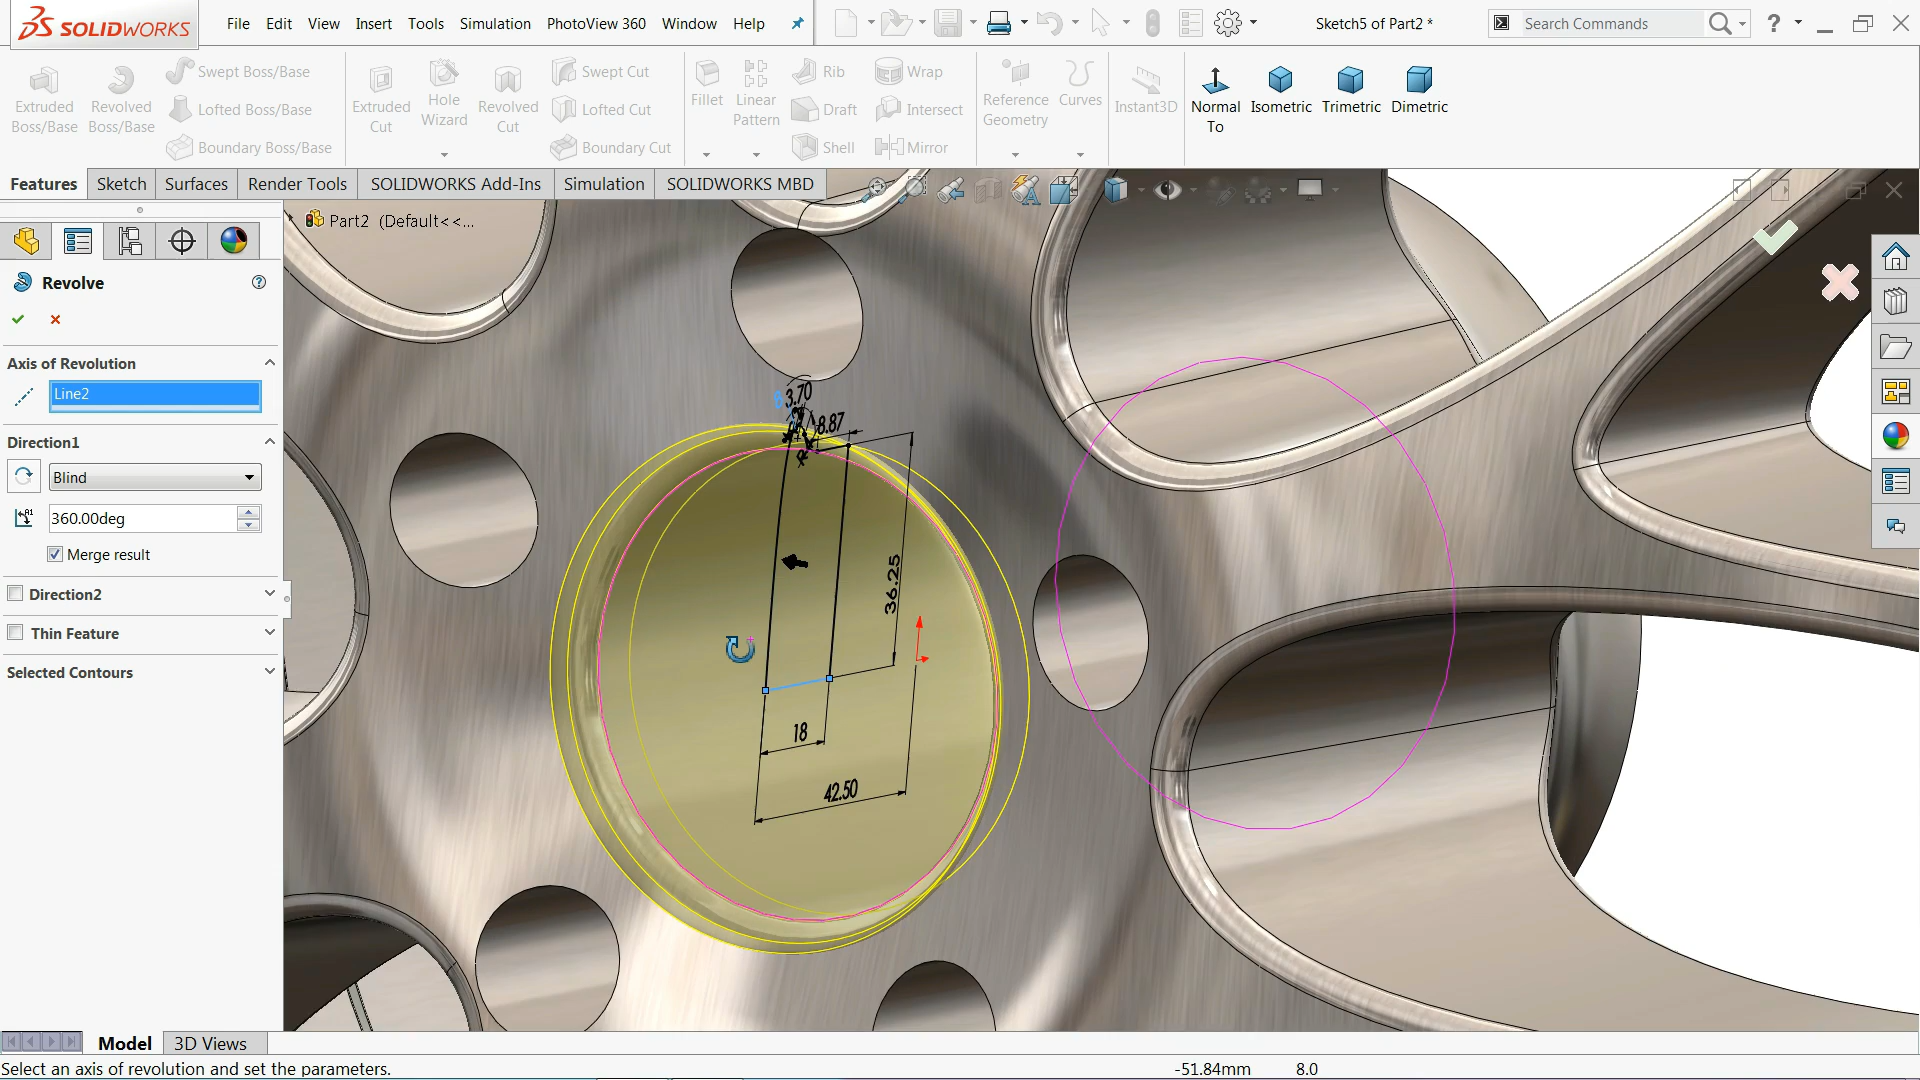 SOLIDWORKS
File Edit View Insert Tools Simulation PhotoView 360 Window Help
Sketch5 of Part2 *
Search Commands
?
Extruded Boss/Base
Revolved Boss/Base
Swept Boss/Base
Lofted Boss/Base
Boundary Boss/Base
Extruded Cut
Hole Wizard
Revolved Cut
Swept Cut
Lofted Cut
Boundary Cut
Fillet
Linear Pattern
Rib
Draft
Shell
Wrap
Intersect
Mirror
Reference Geometry
Curves
Instant3D
Normal To
Isometric
Trimetric
Dimetric
Features Sketch Surfaces Render Tools SOLIDWORKS Add-Ins Simulation SOLIDWORKS MBD
Part2 (Default<<...
Revolve
?
Axis of Revolution
Line2
Direction1
Blind
360.00deg
Merge result
Direction2
Thin Feature
Selected Contours
3.70
8.87
36.25
18
42.50
Model 3D Views
Select an axis of revolution and set the parameters.
-51.84mm 8.0